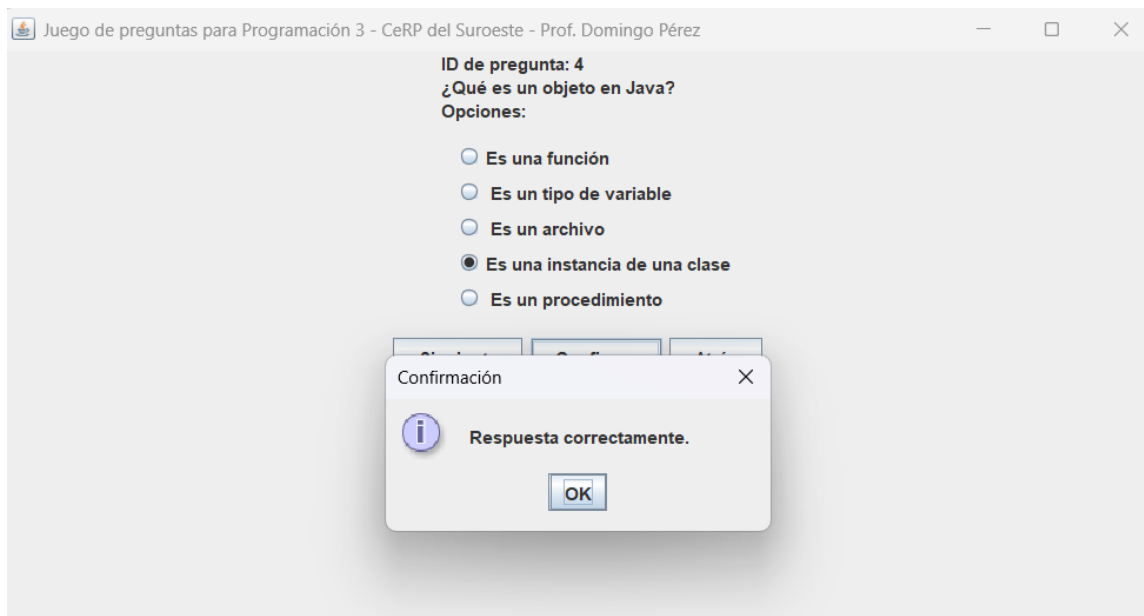 Juego de preguntas para Programación 3 - CeRP del Suroeste - Prof. Domingo Pérez
ID de pregunta: 4
¿Qué es un objeto en Java?
Opciones:
Es una función
Es un tipo de variable
Es un archivo
Es una instancia de una clase
Es un procedimiento
Confirmación
Respuesta correctamente.
OK